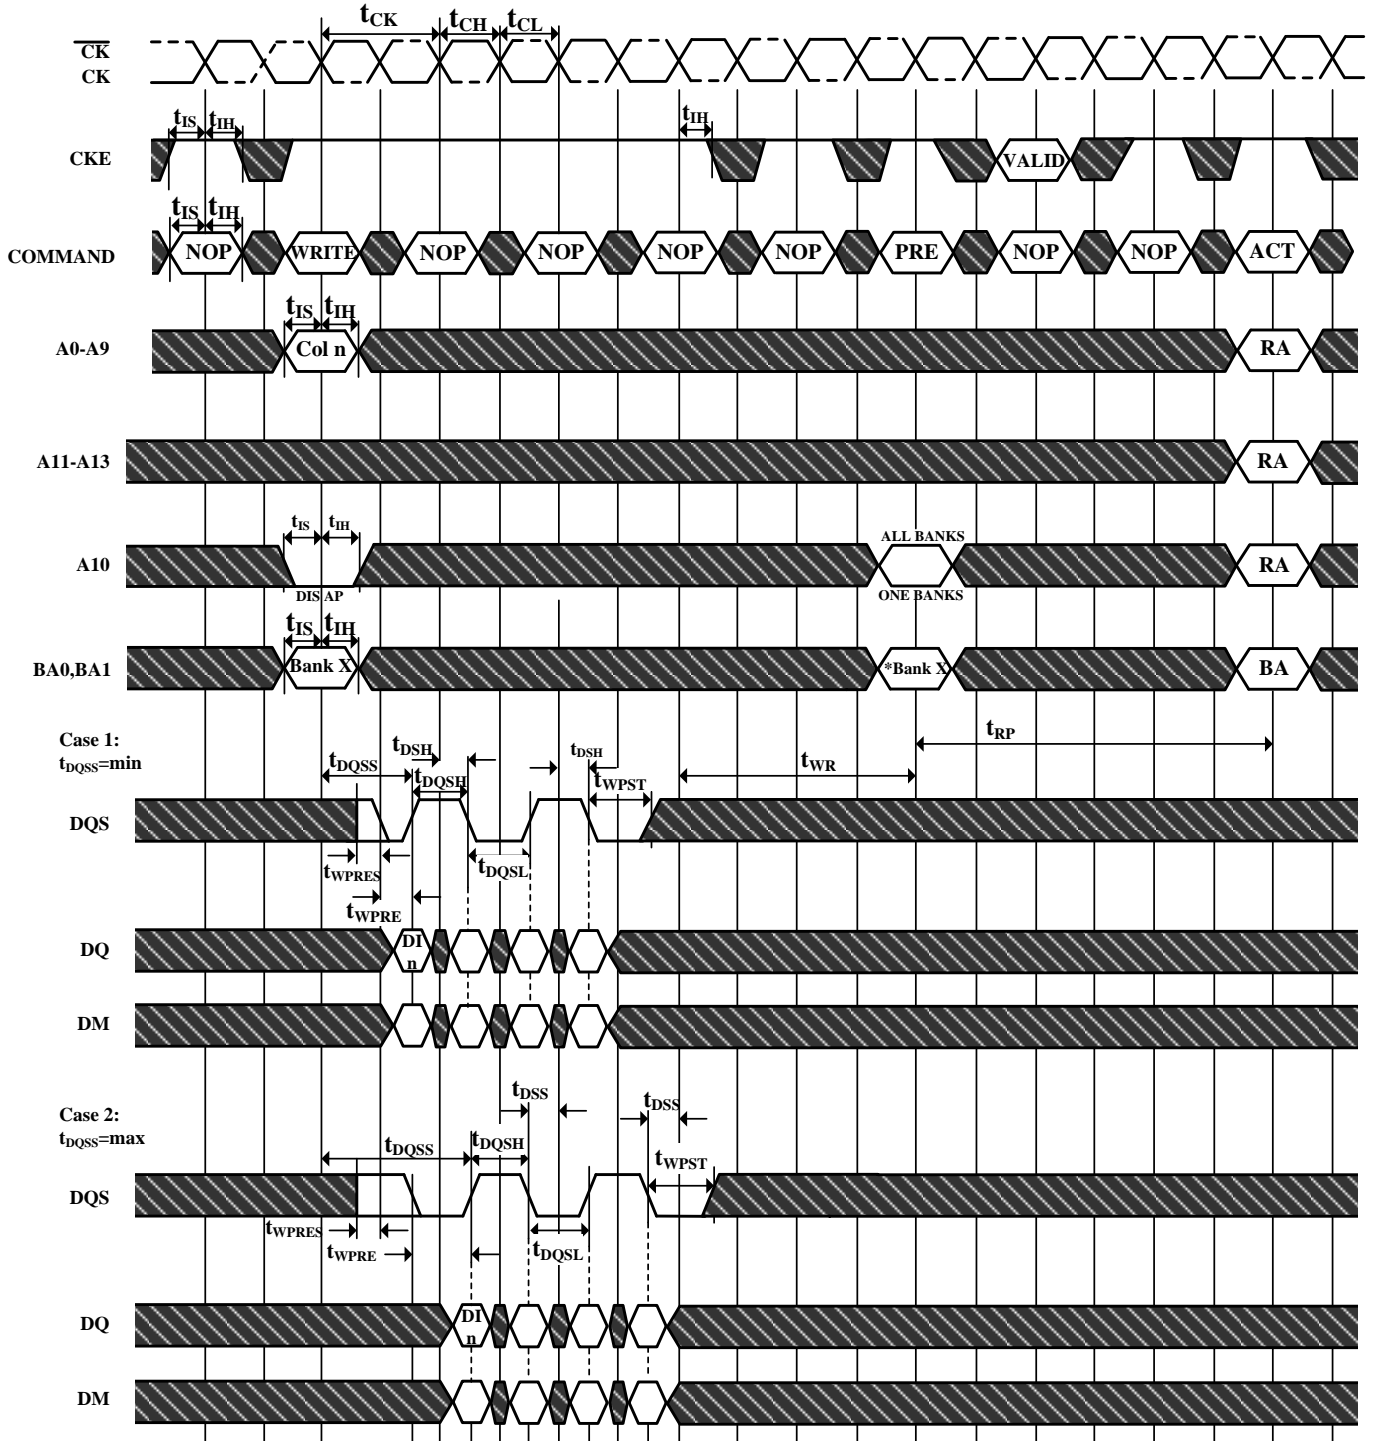 tCK tCH tCL
CK
CK
tIS tIH tIH
CKE VALID
tIS tIH
COMMAND NOP WRITE NOP NOP NOP NOP PRE NOP NOP ACT
tIS tIH
A0-A9 Col n RA
A11-A13 RA
tIS tIH ALL BANKS
A10 RA
DIS AP ONE BANKS
tIS tIH
BA0,BA1 Bank X *Bank X BA
Case 1:
tDQSS=min
tDSH tDSH tRP
tDQSS tDQSH tWPST tWR
DQS
tWPRES tDQSL
tWPRE
DQ DI
n
DM
tDSS tDSS
Case 2:
tDQSS=max
tDQSS tDQSH tWPST
DQS
tWPRES
tWPRE tDQSL
DQ DI
n
DM